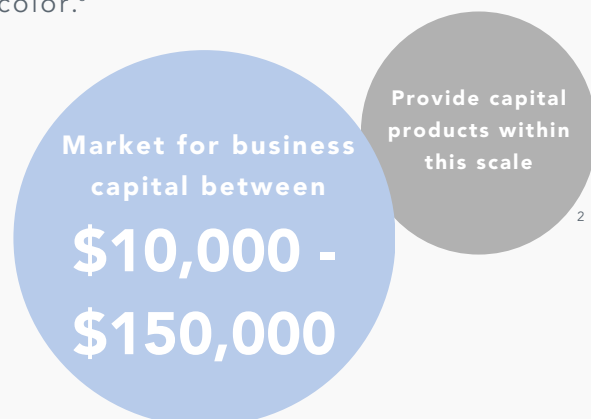 color.
Provide capital
products within
this scale
2
Market for business
capital between
$10,000 -
$150,000